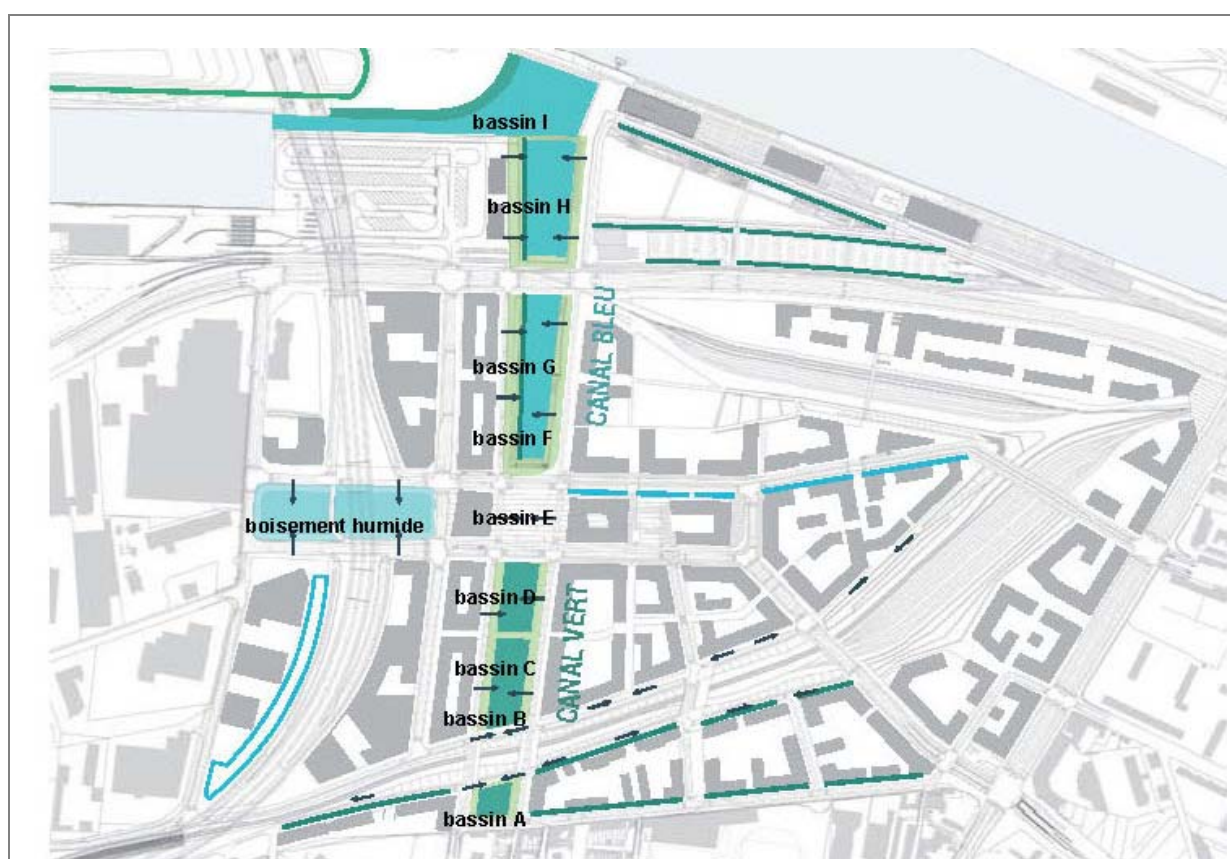 bassin I
bassin H
CANAL BLEU
bassin G
bassin F
bassin E
boisement humide
bassin D
CANAL VERT
bassin C
bassin B
bassin A